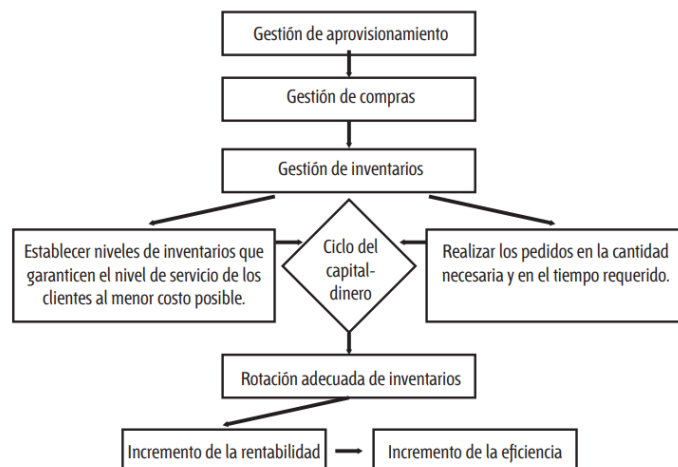 Gestión de aprovisionamiento
Gestión de compras
Gestión de inventarios
Establecer niveles de inventarios que
garanticen el nivel de servicio de los
clientes al menor costo posible.
Ciclo del
capital-
dinero
Realizar los pedidos en la cantidad
necesaria y en el tiempo requerido.
Rotación adecuada de inventarios
Incremento de la rentabilidad
Incremento de la eficiencia